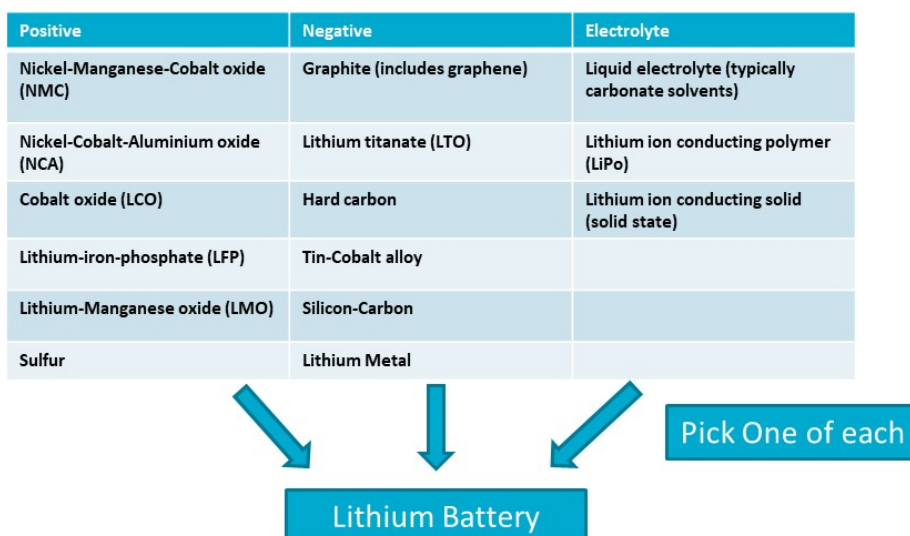 Positive Negative Electrolyte
Nickel-Manganese-Cobalt oxide Graphite (includes graphene) Liquid electrolyte (typically
(NMC) carbonate solvents)
Nickel-Cobalt-Aluminium oxide Lithium titanate (LTO) Lithium ion conducting polymer
(NCA) (LiPo)
Cobalt oxide (LCO) Hard carbon Lithium ion conducting solid
(solid state)
Lithium-iron-phosphate (LFP) Tin-Cobalt alloy
Lithium-Manganese oxide (LMO) Silicon-Carbon
Sulfur Lithium Metal
Pick One of each
Lithium Battery